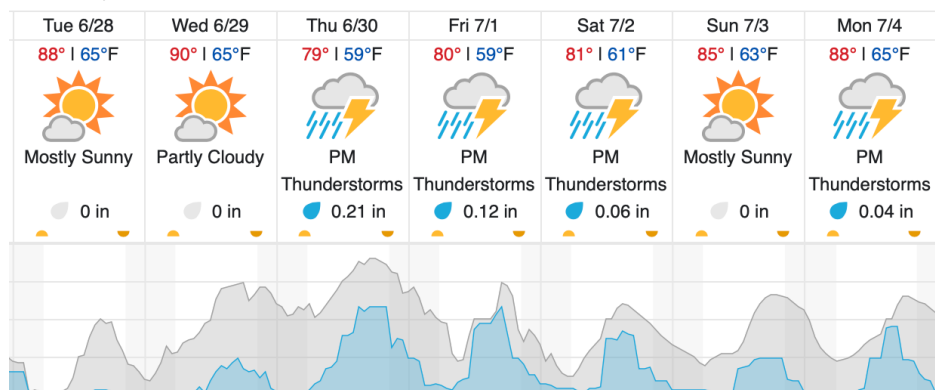 Tue 6/28 Wed 6/29 Thu 6/30 Fri 7/1 Sat 7/2 Sun 7/3 Mon 7/4
88° | 65°F 90° | 65°F 79° | 59°F 80° | 59°F 81° | 61°F 85° | 63°F 88° | 65°F
Mostly Sunny Partly Cloudy PM PM PM Mostly Sunny PM
Thunderstorms Thunderstorms Thunderstorms Thunderstorms
0 in 0 in 0.21 in 0.12 in 0.06 in 0 in 0.04 in